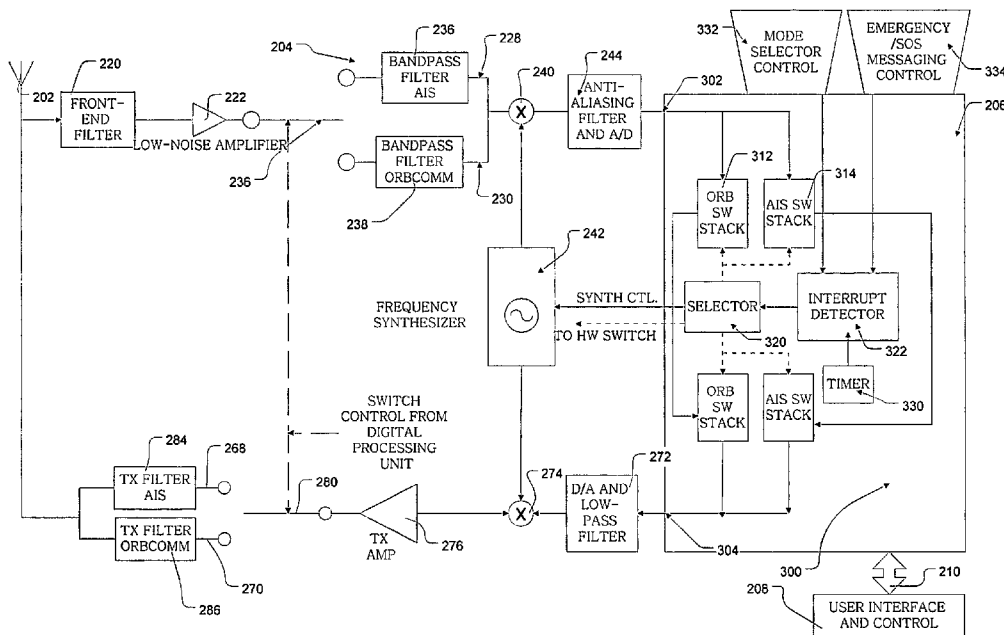 236
204
228
BANDPASS
FILTER
AIS
240
244
ANTI-
ALIASING
FILTER
AND A/D
302
332
MODE
SELECTOR
CONTROL
EMERGENCY
/SOS
MESSAGING
CONTROL
334
206
220
202
FRONT-
END
FILTER
222
LOW-NOISE AMPLIFIER
236
BANDPASS
FILTER
ORBCOMM
238
230
312
ORB
SW
STACK
AIS SW
STACK
314
242
FREQUENCY
SYNTHESIZER
SYNTH CTL.
TO HW SWITCH
SELECTOR
320
INTERRUPT
DETECTOR
322
TIMER
330
ORB
SW
STACK
AIS SW
STACK
SWITCH
CONTROL FROM
DIGITAL
PROCESSING
UNIT
284
268
TX FILTER
AIS
TX FILTER
ORBCOMM
286
270
280
TX
AMP
276
X
X
274
272
D/A AND
LOW-
PASS
FILTER
304
300
210
208
USER INTERFACE
AND CONTROL